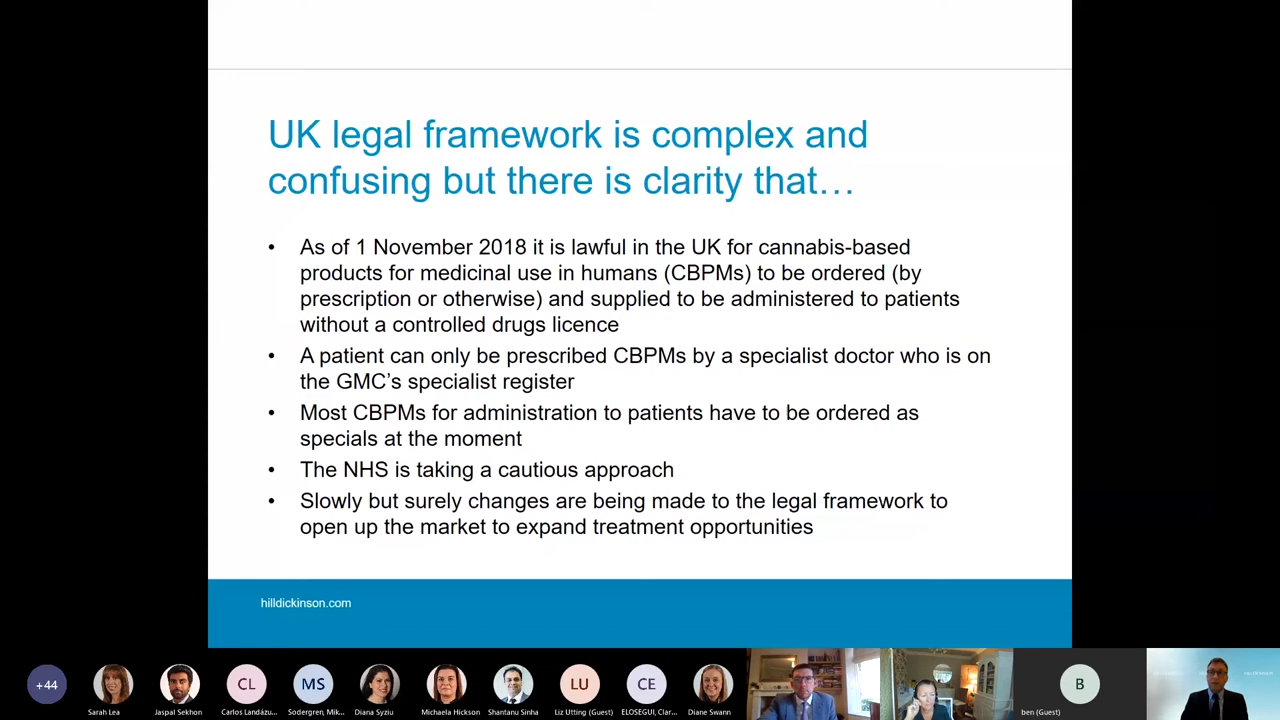 UK legal framework is complex and
confusing but there is clarity that…
• As of 1 November 2018 it is lawful in the UK for cannabis-based
products for medicinal use in humans (CBPMs) to be ordered (by
prescription or otherwise) and supplied to be administered to patients
without a controlled drugs licence
• A patient can only be prescribed CBPMs by a specialist doctor who is on
the GMC's specialist register
• Most CBPMs for administration to patients have to be ordered as
specials at the moment
• The NHS is taking a cautious approach
• Slowly but surely changes are being made to the legal framework to
open up the market to expand treatment opportunities
hilldickinson.com
+44
CL
MS
LU
CE
B
Sarah Lea
Jaspal Sekhon
Carlos Landázu...
Sodergren, Mik...
Diana Syziu
Michaela Hickson
Shantanu Sinha
Liz Utting (Guest)
ELOSEGUI, Clar...
Diane Swann
ben (Guest)